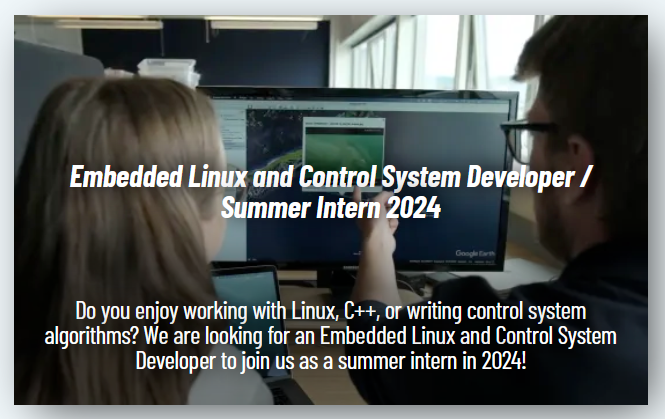 Embedded Linux and Control System Developer /
Summer Intern 2024
Google Earth
Do you enjoy working with Linux, C++, or writing control system
algorithms? We are looking for an Embedded Linux and Control System
Developer to join us as a summer intern in 2024!